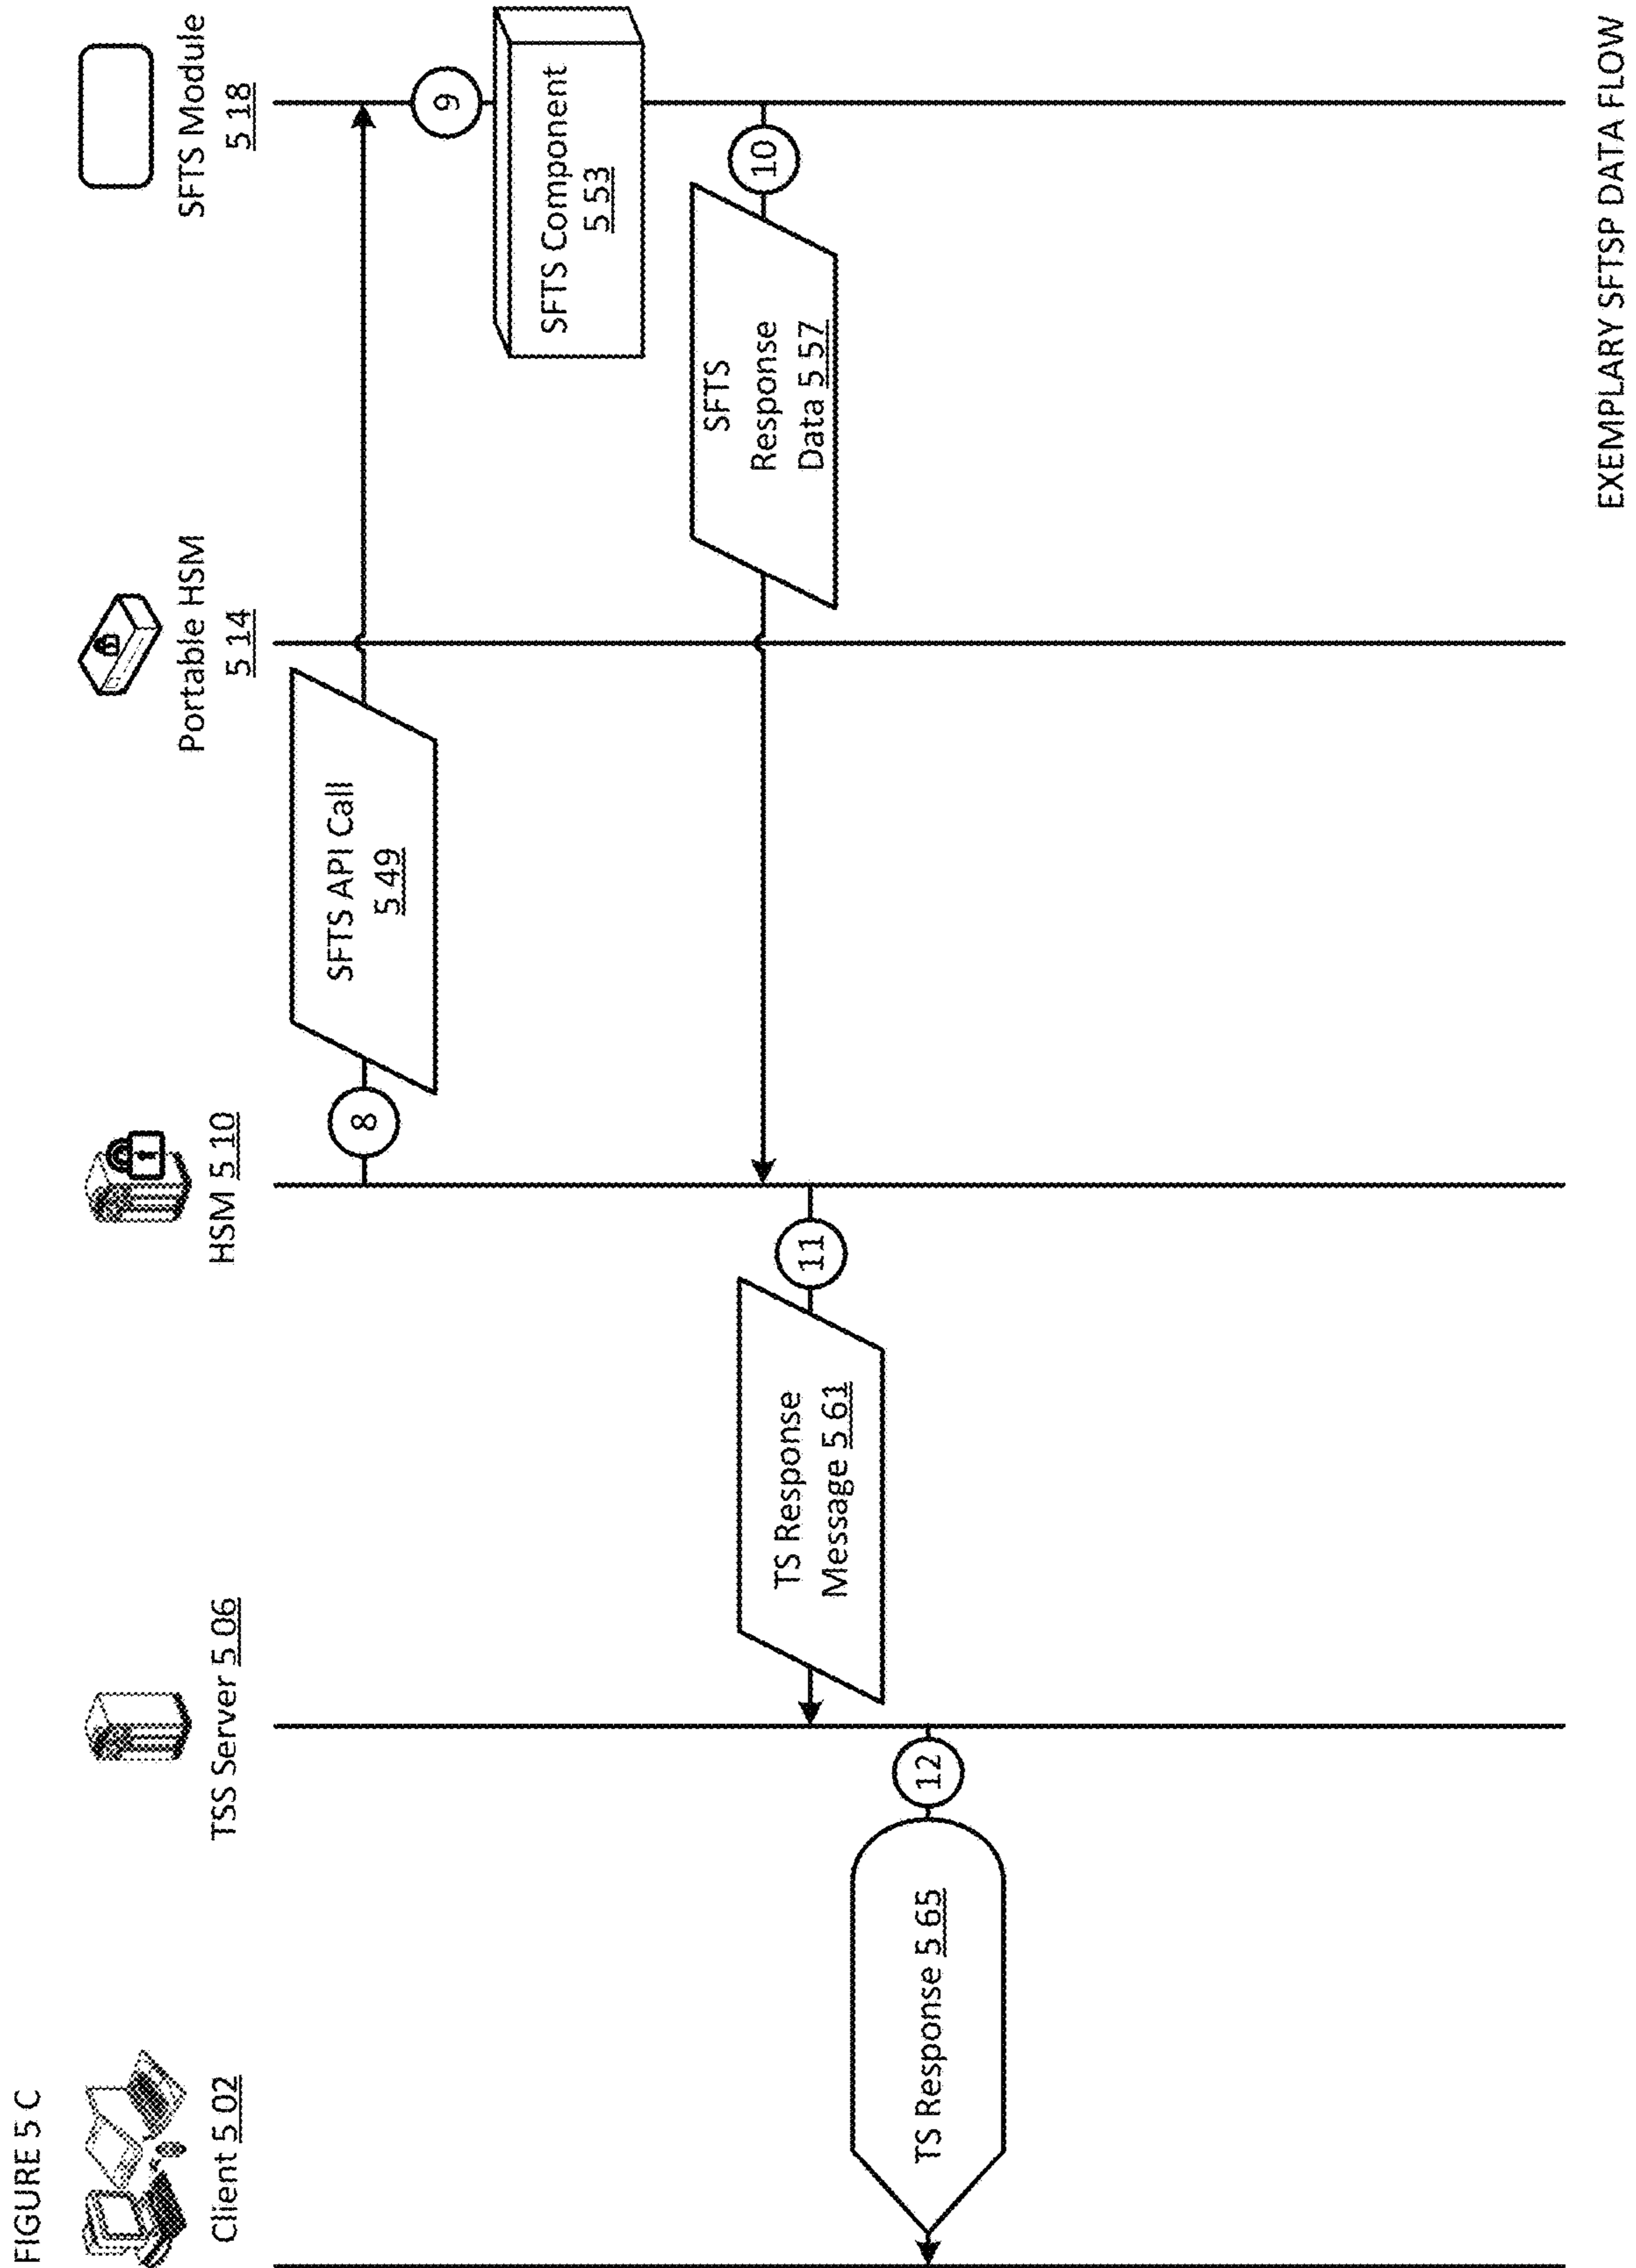 FIGURE 5 C
Client 5 02
TSS Server 5 06
HSM 5 10
Portable HSM
5 14
SFTS Module
5 18
8
SFTS API Call
5 49
9
SFTS Component
5 53
10
SFTS
Response
Data 5 57
11
TS Response
Message 5 61
12
TS Response 5 65
EXEMPLARY SFTSP DATA FLOW